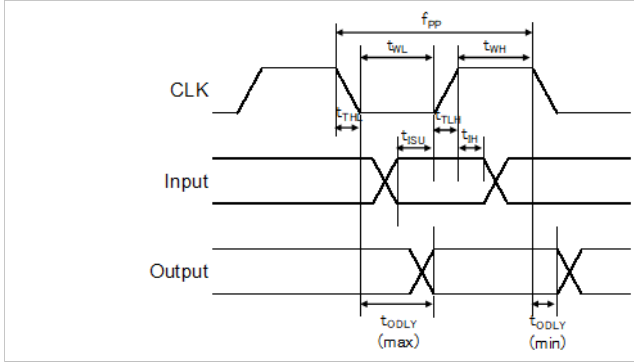 fPP
tWL
tWH
CLK
tTHL
tTLH
tISU
tIH
Input
Output
tODLY
(max)
tODLY
(min)